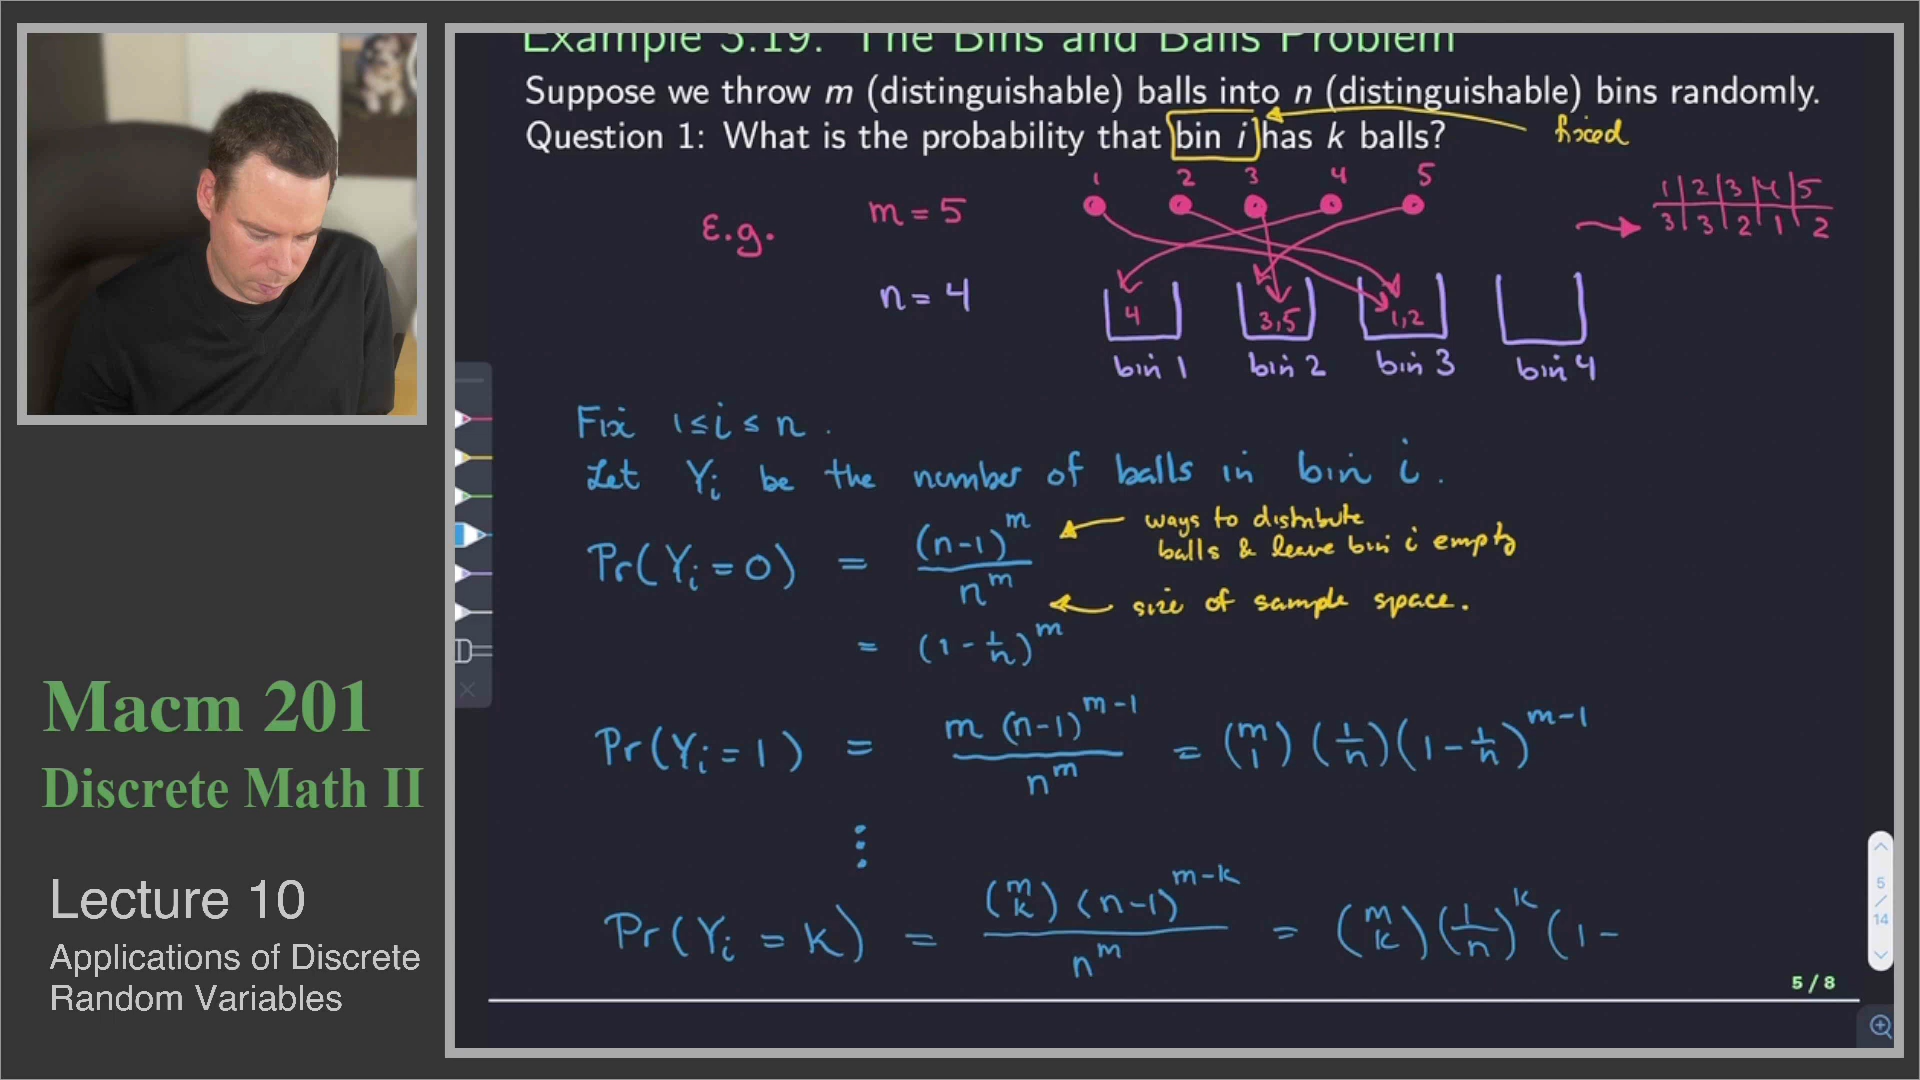 Example 5.19: The Bins and Balls Problem
Suppose we throw m (distinguishable) balls into n (distinguishable) bins randomly.
Question 1: What is the probability that bin i has k balls?
fixed
E.g.
m = 5
n = 4
1 2 3 4 5
1 | 2 | 3 | 4 | 5
3 | 3 | 2 | 1 | 2
4
3,5
1,2
bin 1
bin 2
bin 3
bin 4
Fix 1 ≤ i ≤ n.
Let Y_i be the number of balls in bin i.
Pr(Y_i = 0) = (n-1)^m / n^m
ways to distribute
balls & leave bin i empty
size of sample space.
= (1 - 1/n)^m
Pr(Y_i = 1) = m (n-1)^{m-1} / n^m = (m 1) (1/n) (1 - 1/n)^{m-1}
⋮
Pr(Y_i = k) = (m k) (n-1)^{m-k} / n^m = (m k) (1/n)^k (1 -
5 / 8
5
/
14
Macm 201
Discrete Math II
Lecture 10
Applications of Discrete
Random Variables